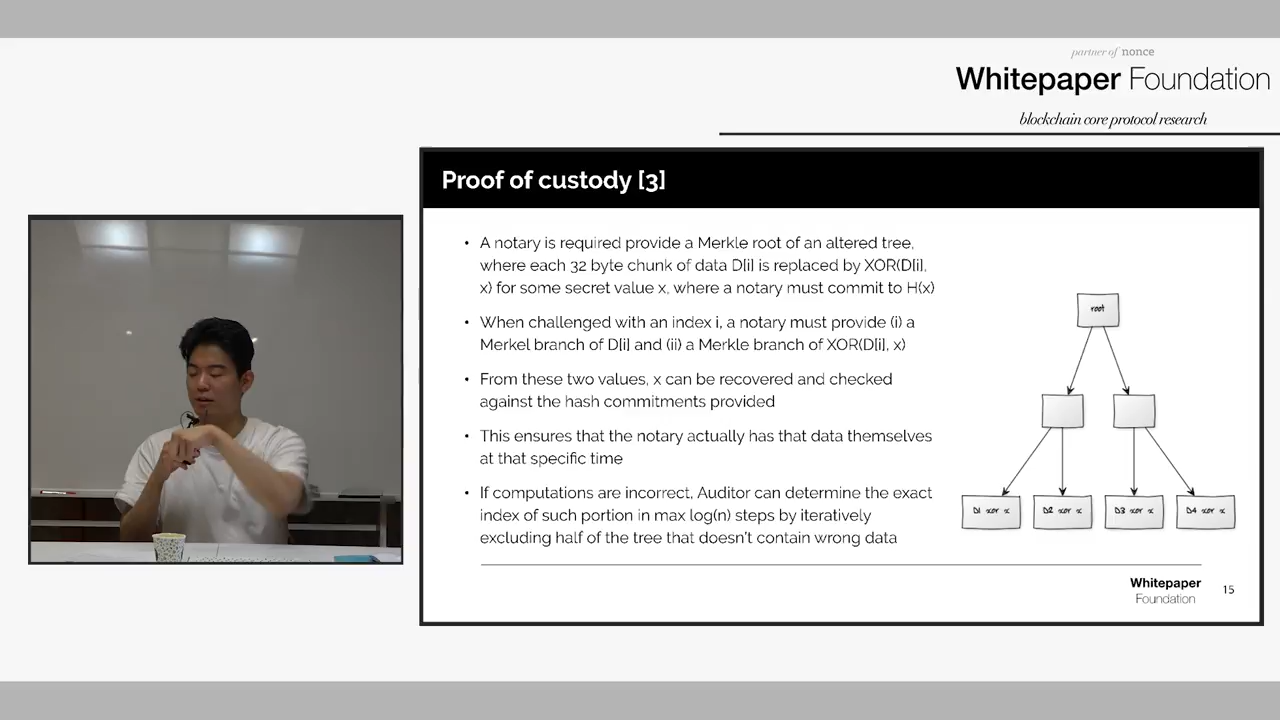 partner of nonce
Whitepaper Foundation
blockchain core protocol research
Proof of custody [3]
• A notary is required provide a Merkle root of an altered tree,
where each 32 byte chunk of data D[i] is replaced by XOR(D[i],
x) for some secret value x, where a notary must commit to H(x)
• When challenged with an index i, a notary must provide (i) a
Merkel branch of D[i] and (ii) a Merkle branch of XOR(D[i], x)
• From these two values, x can be recovered and checked
against the hash commitments provided
• This ensures that the notary actually has that data themselves
at that specific time
• If computations are incorrect, Auditor can determine the exact
index of such portion in max log(n) steps by iteratively
excluding half of the tree that doesn't contain wrong data
root
D1 xor x
D2 xor x
D3 xor x
D4 xor x
Whitepaper
Foundation
15